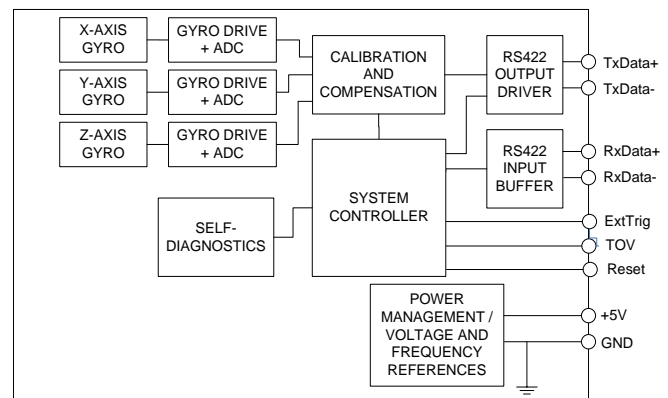 X-AXIS
GYRO
GYRO DRIVE
+ ADC
Y-AXIS
GYRO
GYRO DRIVE
+ ADC
Z-AXIS
GYRO
GYRO DRIVE
+ ADC
CALIBRATION
AND
COMPENSATION
RS422
OUTPUT
DRIVER
TxData+
TxData-
RS422
INPUT
BUFFER
RxData+
RxData-
SYSTEM
CONTROLLER
SELF-
DIAGNOSTICS
ExtTrig
TOV
Reset
POWER
MANAGEMENT /
VOLTAGE AND
FREQUENCY
REFERENCES
+5V
GND